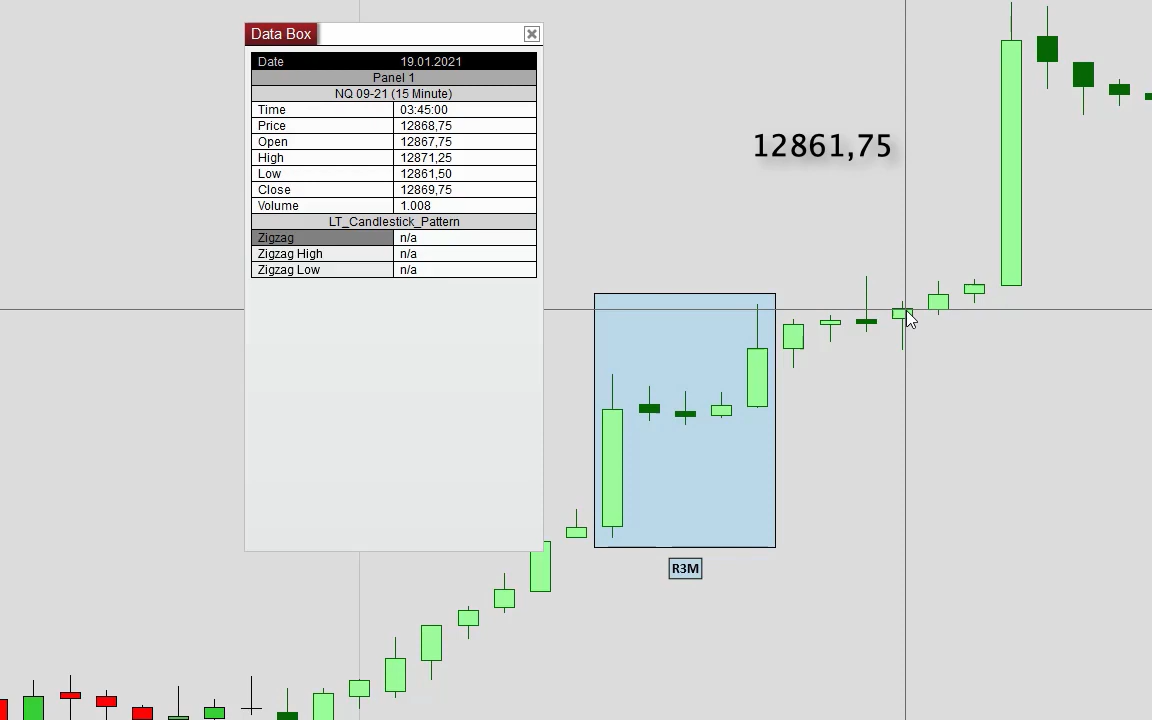 Data Box
Date 19.01.2021
Panel 1
NQ 09-21 (15 Minute)
Time 03:45:00
Price 12868,75
Open 12867,75
High 12871,25
Low 12861,50
Close 12869,75
Volume 1.008
LT_Candlestick_Pattern
Zigzag n/a
Zigzag High n/a
Zigzag Low n/a
12861,75
R3M